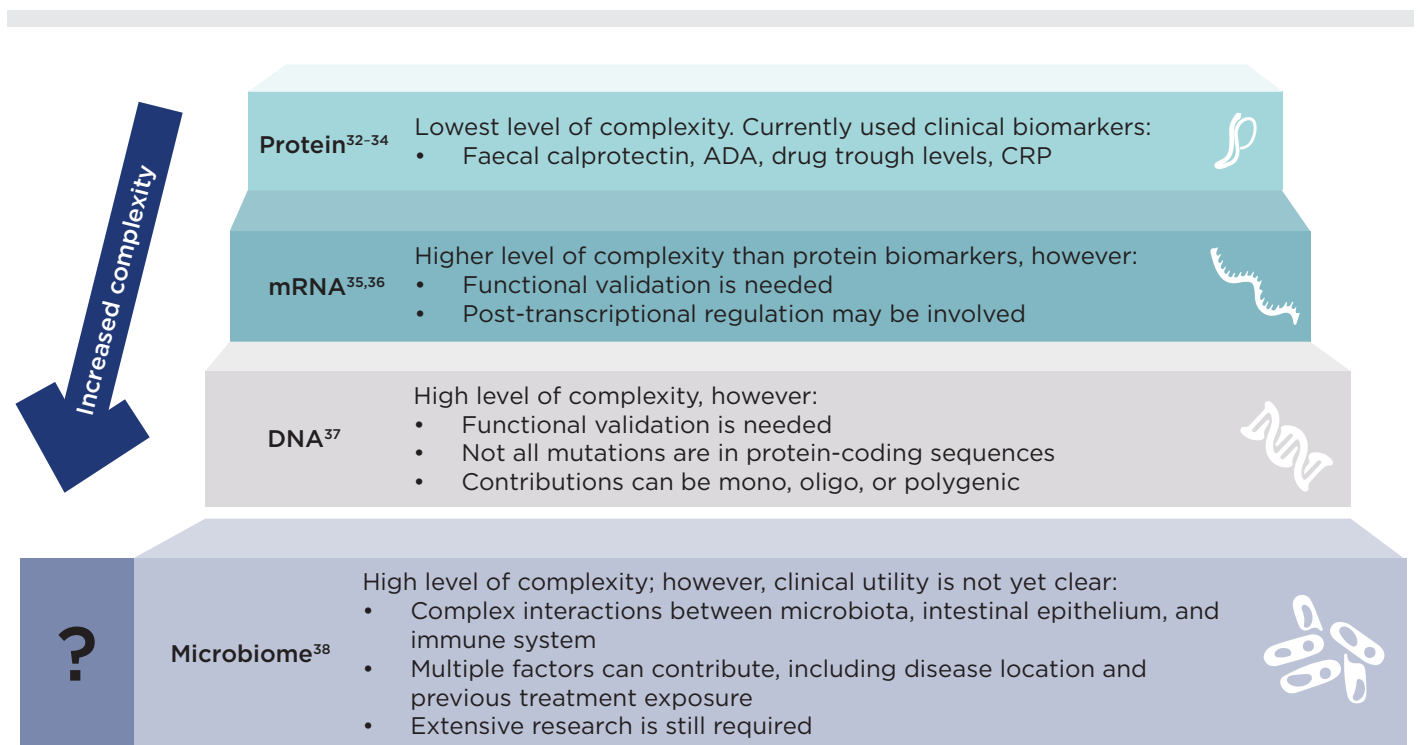 Increased complexity
Protein³²⁻³⁴
Lowest level of complexity. Currently used clinical biomarkers:
• Faecal calprotectin, ADA, drug trough levels, CRP
mRNA³⁵,³⁶
Higher level of complexity than protein biomarkers, however:
• Functional validation is needed
• Post-transcriptional regulation may be involved
DNA³⁷
High level of complexity, however:
• Functional validation is needed
• Not all mutations are in protein-coding sequences
• Contributions can be mono, oligo, or polygenic
?
Microbiome³⁸
High level of complexity; however, clinical utility is not yet clear:
• Complex interactions between microbiota, intestinal epithelium, and
immune system
• Multiple factors can contribute, including disease location and
previous treatment exposure
• Extensive research is still required